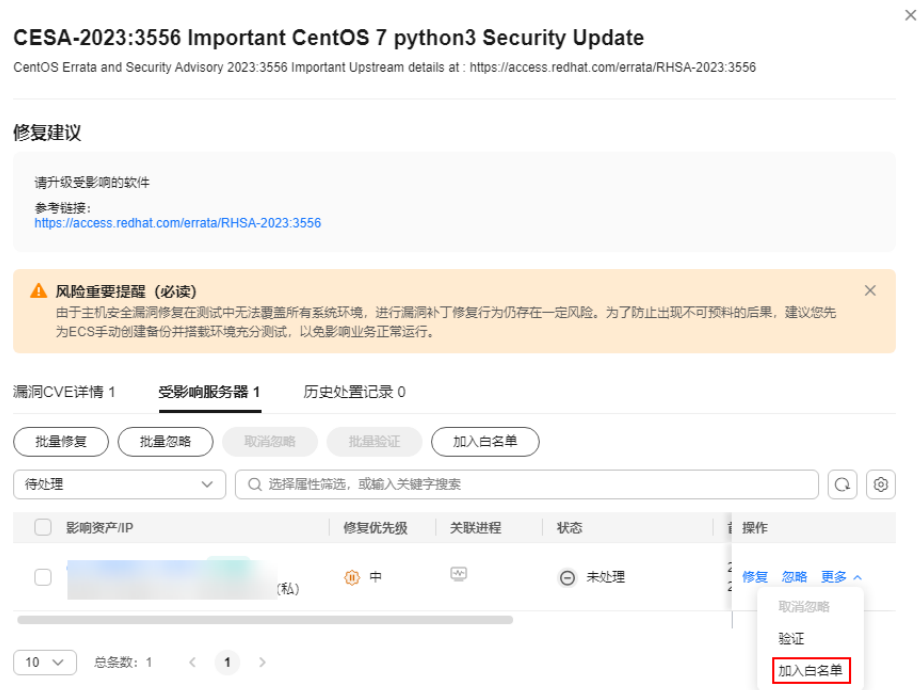 CESA-2023:3556 Important CentOS 7 python3 Security Update
CentOS Errata and Security Advisory 2023:3556 Important Upstream details at : https://access.redhat.com/errata/RHSA-2023:3556
修复建议
请升级受影响的软件
参考链接：
https://access.redhat.com/errata/RHSA-2023:3556
风险重要提醒（必读）
由于主机安全漏洞修复在测试中无法覆盖所有系统环境，进行漏洞补丁修复行为仍存在一定风险。为了防止出现不可预料的后果，建议您先
为ECS手动创建备份并搭载环境充分测试，以免影响业务正常运行。
漏洞CVE详情 1 受影响服务器 1 历史处置记录 0
批量修复 批量忽略 取消忽略 批量验证 加入白名单
待处理 选择属性筛选，或输入关键字搜索
影响资产/IP 修复优先级 关联进程 状态 操作
(私) 中 未处理 修复 忽略 更多
取消忽略
验证
10 总条数：1 1
加入白名单